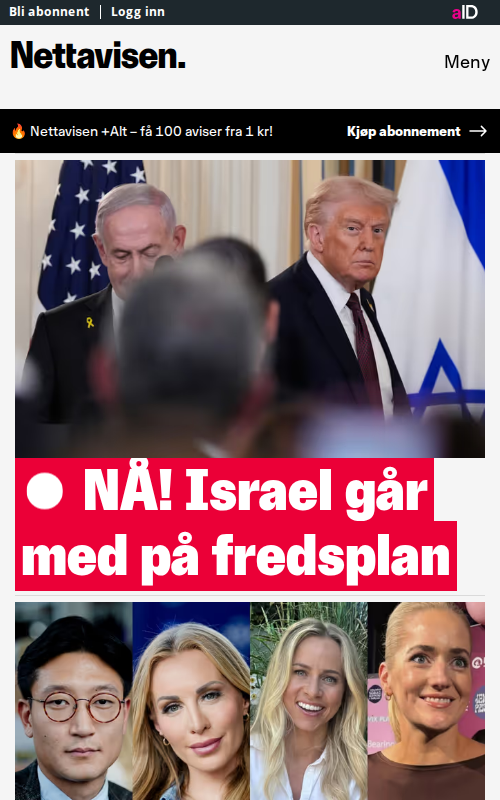 Bli abonnent | Logg inn
aID
Nettavisen.
Meny
🔥 Nettavisen +Alt – få 100 aviser fra 1 kr!
Kjøp abonnement →
NÅ! Israel går
med på fredsplan